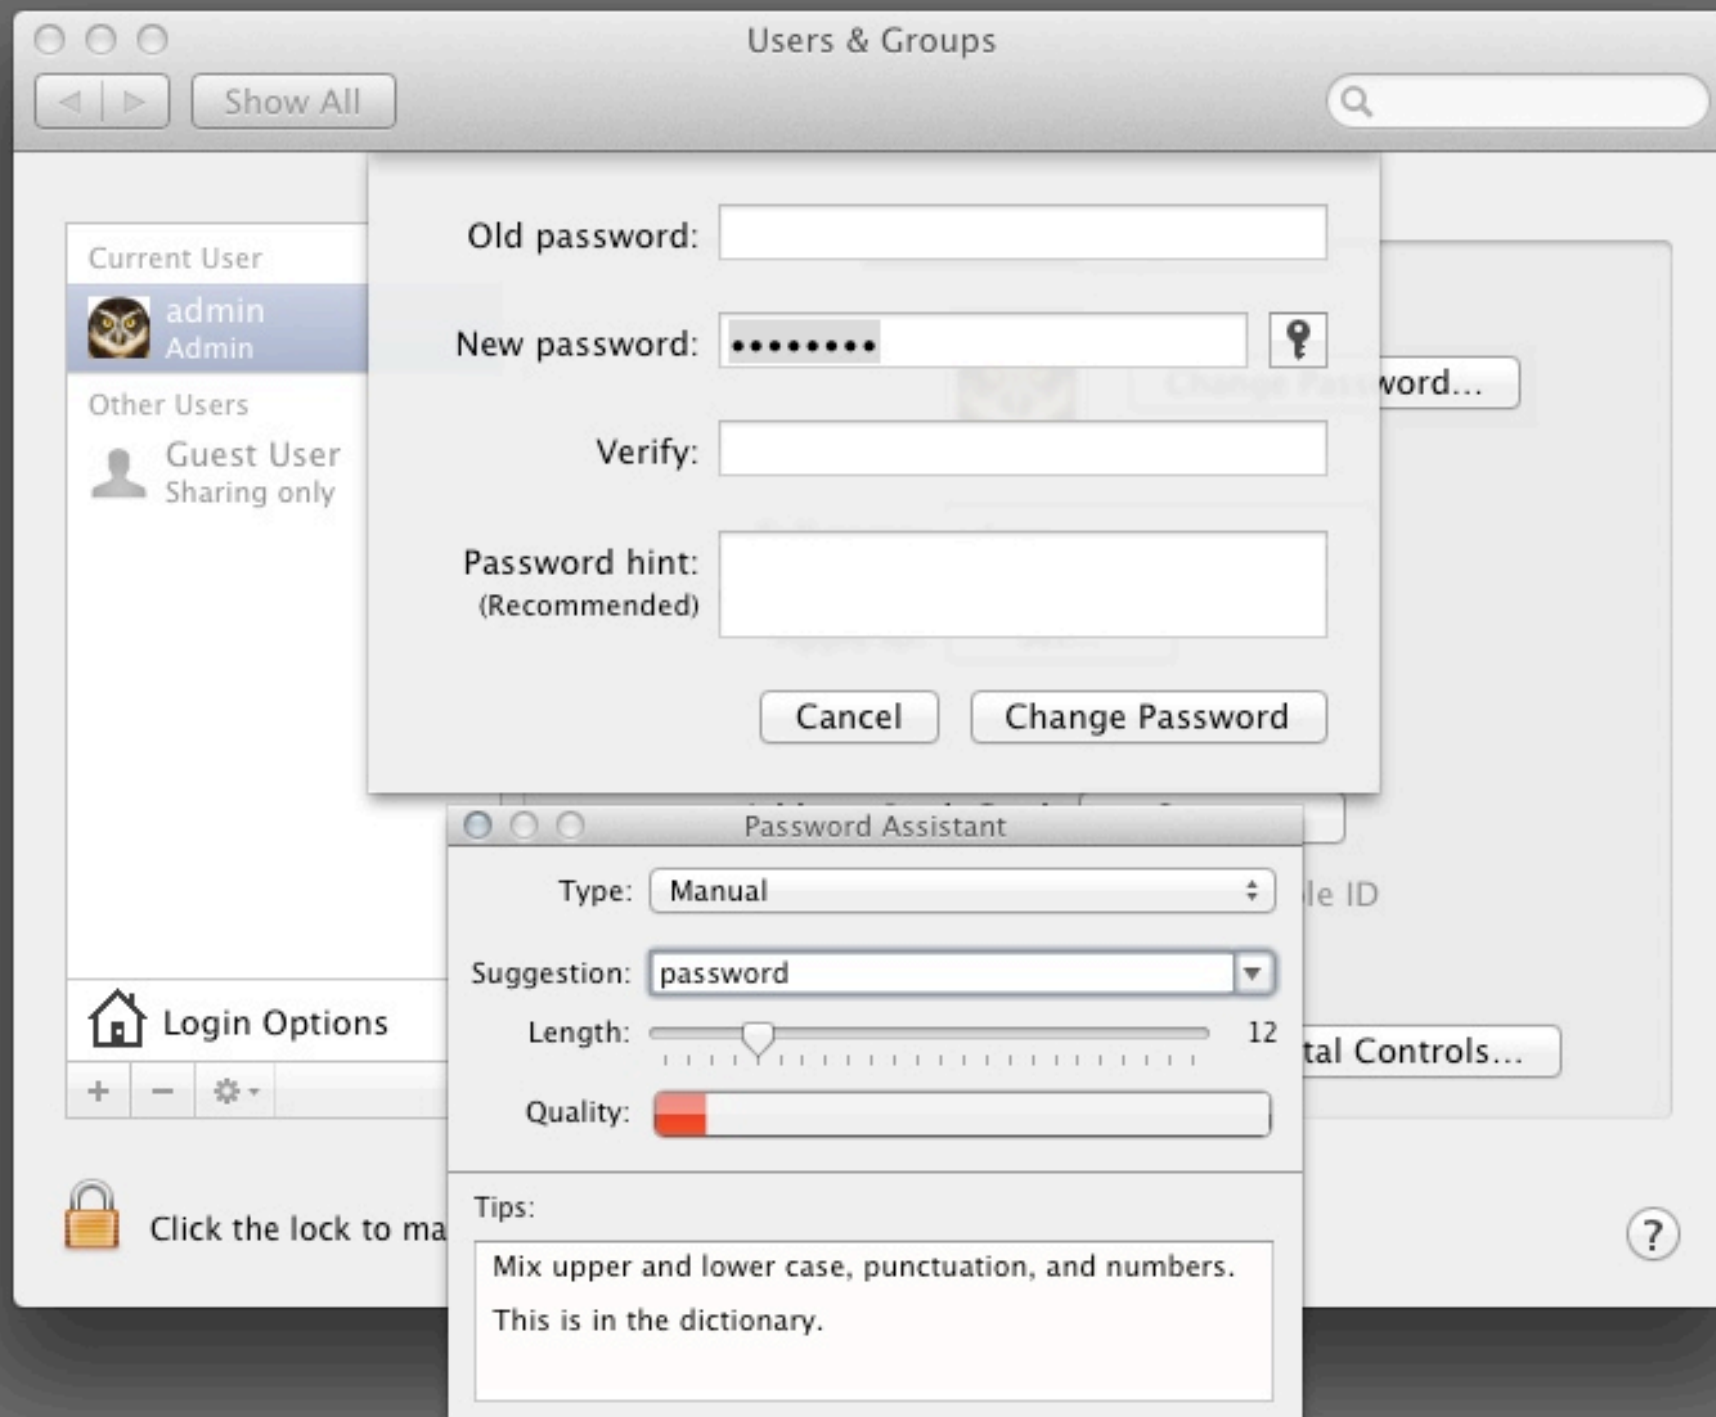 Users & Groups
Show All
Current User
admin
Admin
Other Users
Guest User
Sharing only
Login Options
Click the lock to ma
Old password:
New password:
Verify:
Password hint:
(Recommended)
Cancel
Change Password
word...
le ID
tal Controls...
?
Password Assistant
Type:
Manual
Suggestion:
password
Length:
12
Quality:
Tips:
Mix upper and lower case, punctuation, and numbers.
This is in the dictionary.